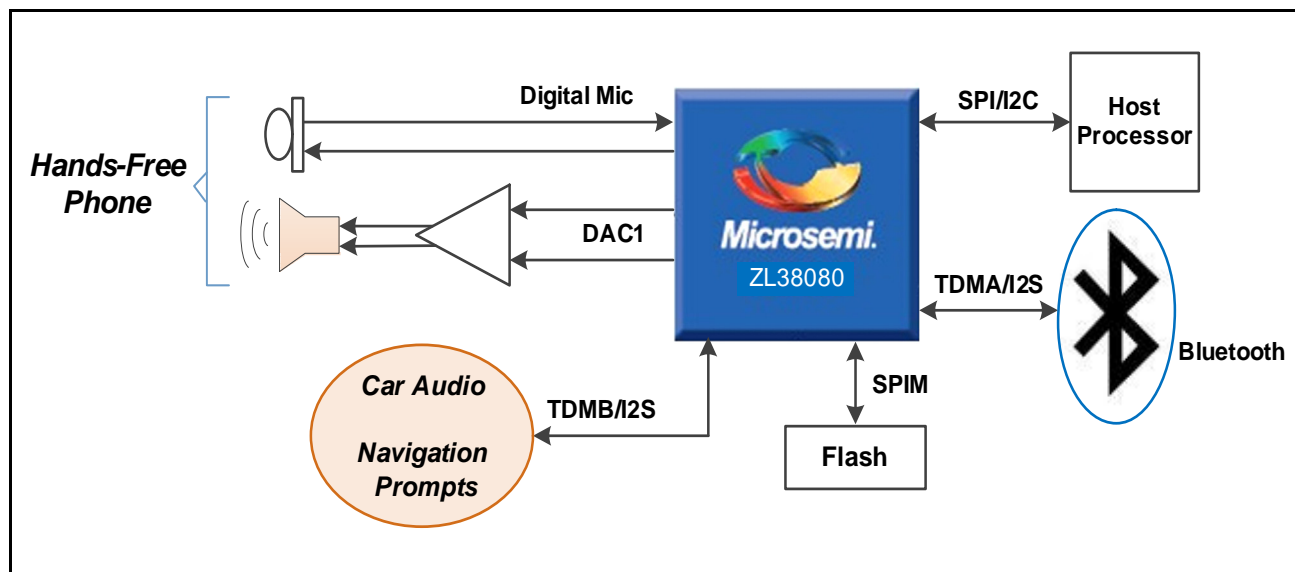 Hands-Free
Phone
Digital Mic
DAC1
Microsemi.
ZL38080
SPI/I2C
Host
Processor
TDMA/I2S
Bluetooth
SPIM
Flash
TDMB/I2S
Car Audio
Navigation
Prompts